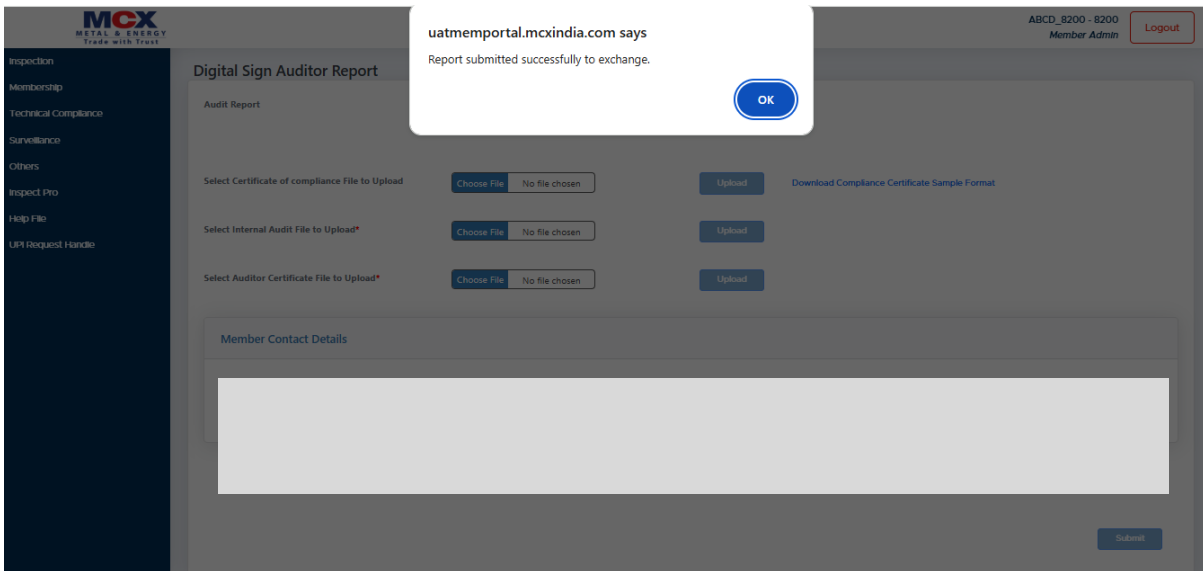 MCX
METAL & ENERGY
Trade with Trust
uatmemportal.mcxindia.com says
Report submitted successfully to exchange.
OK
ABCD_8200 - 8200
Member Admin
Logout
Inspection
Membership
Technical Compliance
Surveillance
Others
Inspect Pro
Help File
UPI Request Handle
Digital Sign Auditor Report
Audit Report
Select Certificate of compliance File to Upload
Choose File No file chosen
Upload
Download Compliance Certificate Sample Format
Select Internal Audit File to Upload*
Choose File No file chosen
Upload
Select Auditor Certificate File to Upload*
Choose File No file chosen
Upload
Member Contact Details
Submit